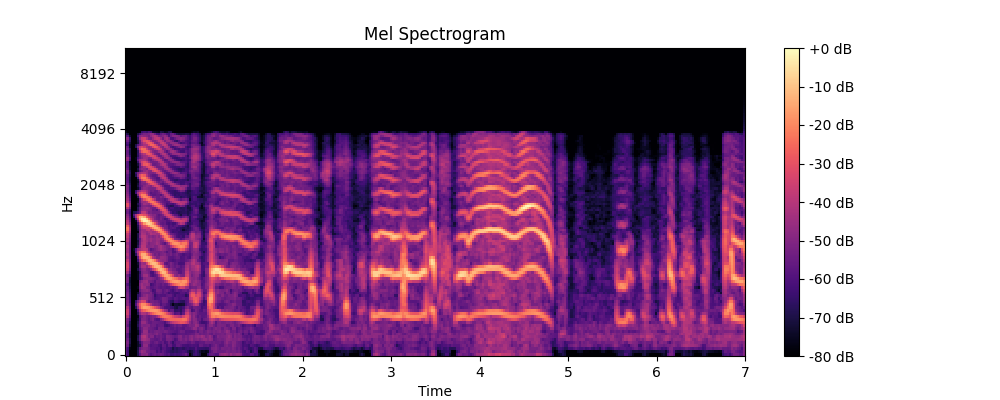 Mel Spectrogram
+0 dB
8192
-10 dB
4096
-20 dB
-30 dB
2048
Hz
-40 dB
1024
-50 dB
-60 dB
512
-70 dB
0
-80 dB
0 1 2 3 4 5 6 7
Time